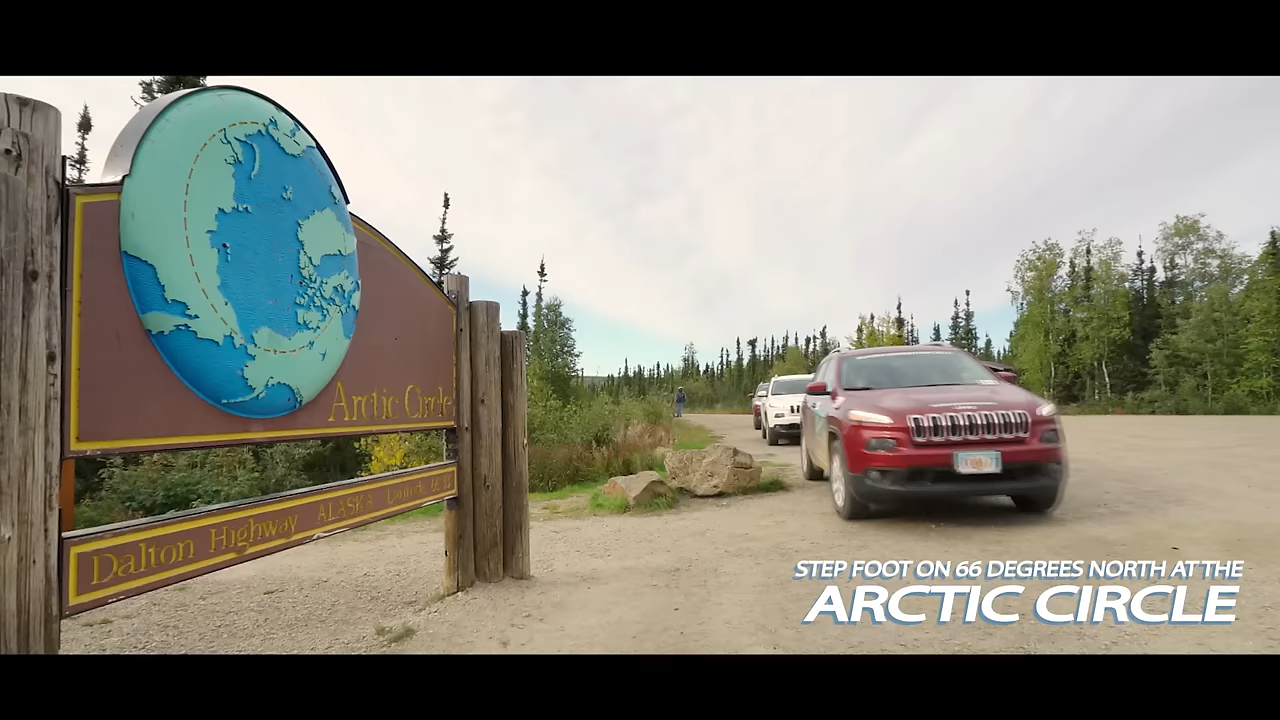 Arctic Circle
Dalton Highway ALASKA
STEP FOOT ON 66 DEGREES NORTH AT THE
ARCTIC CIRCLE